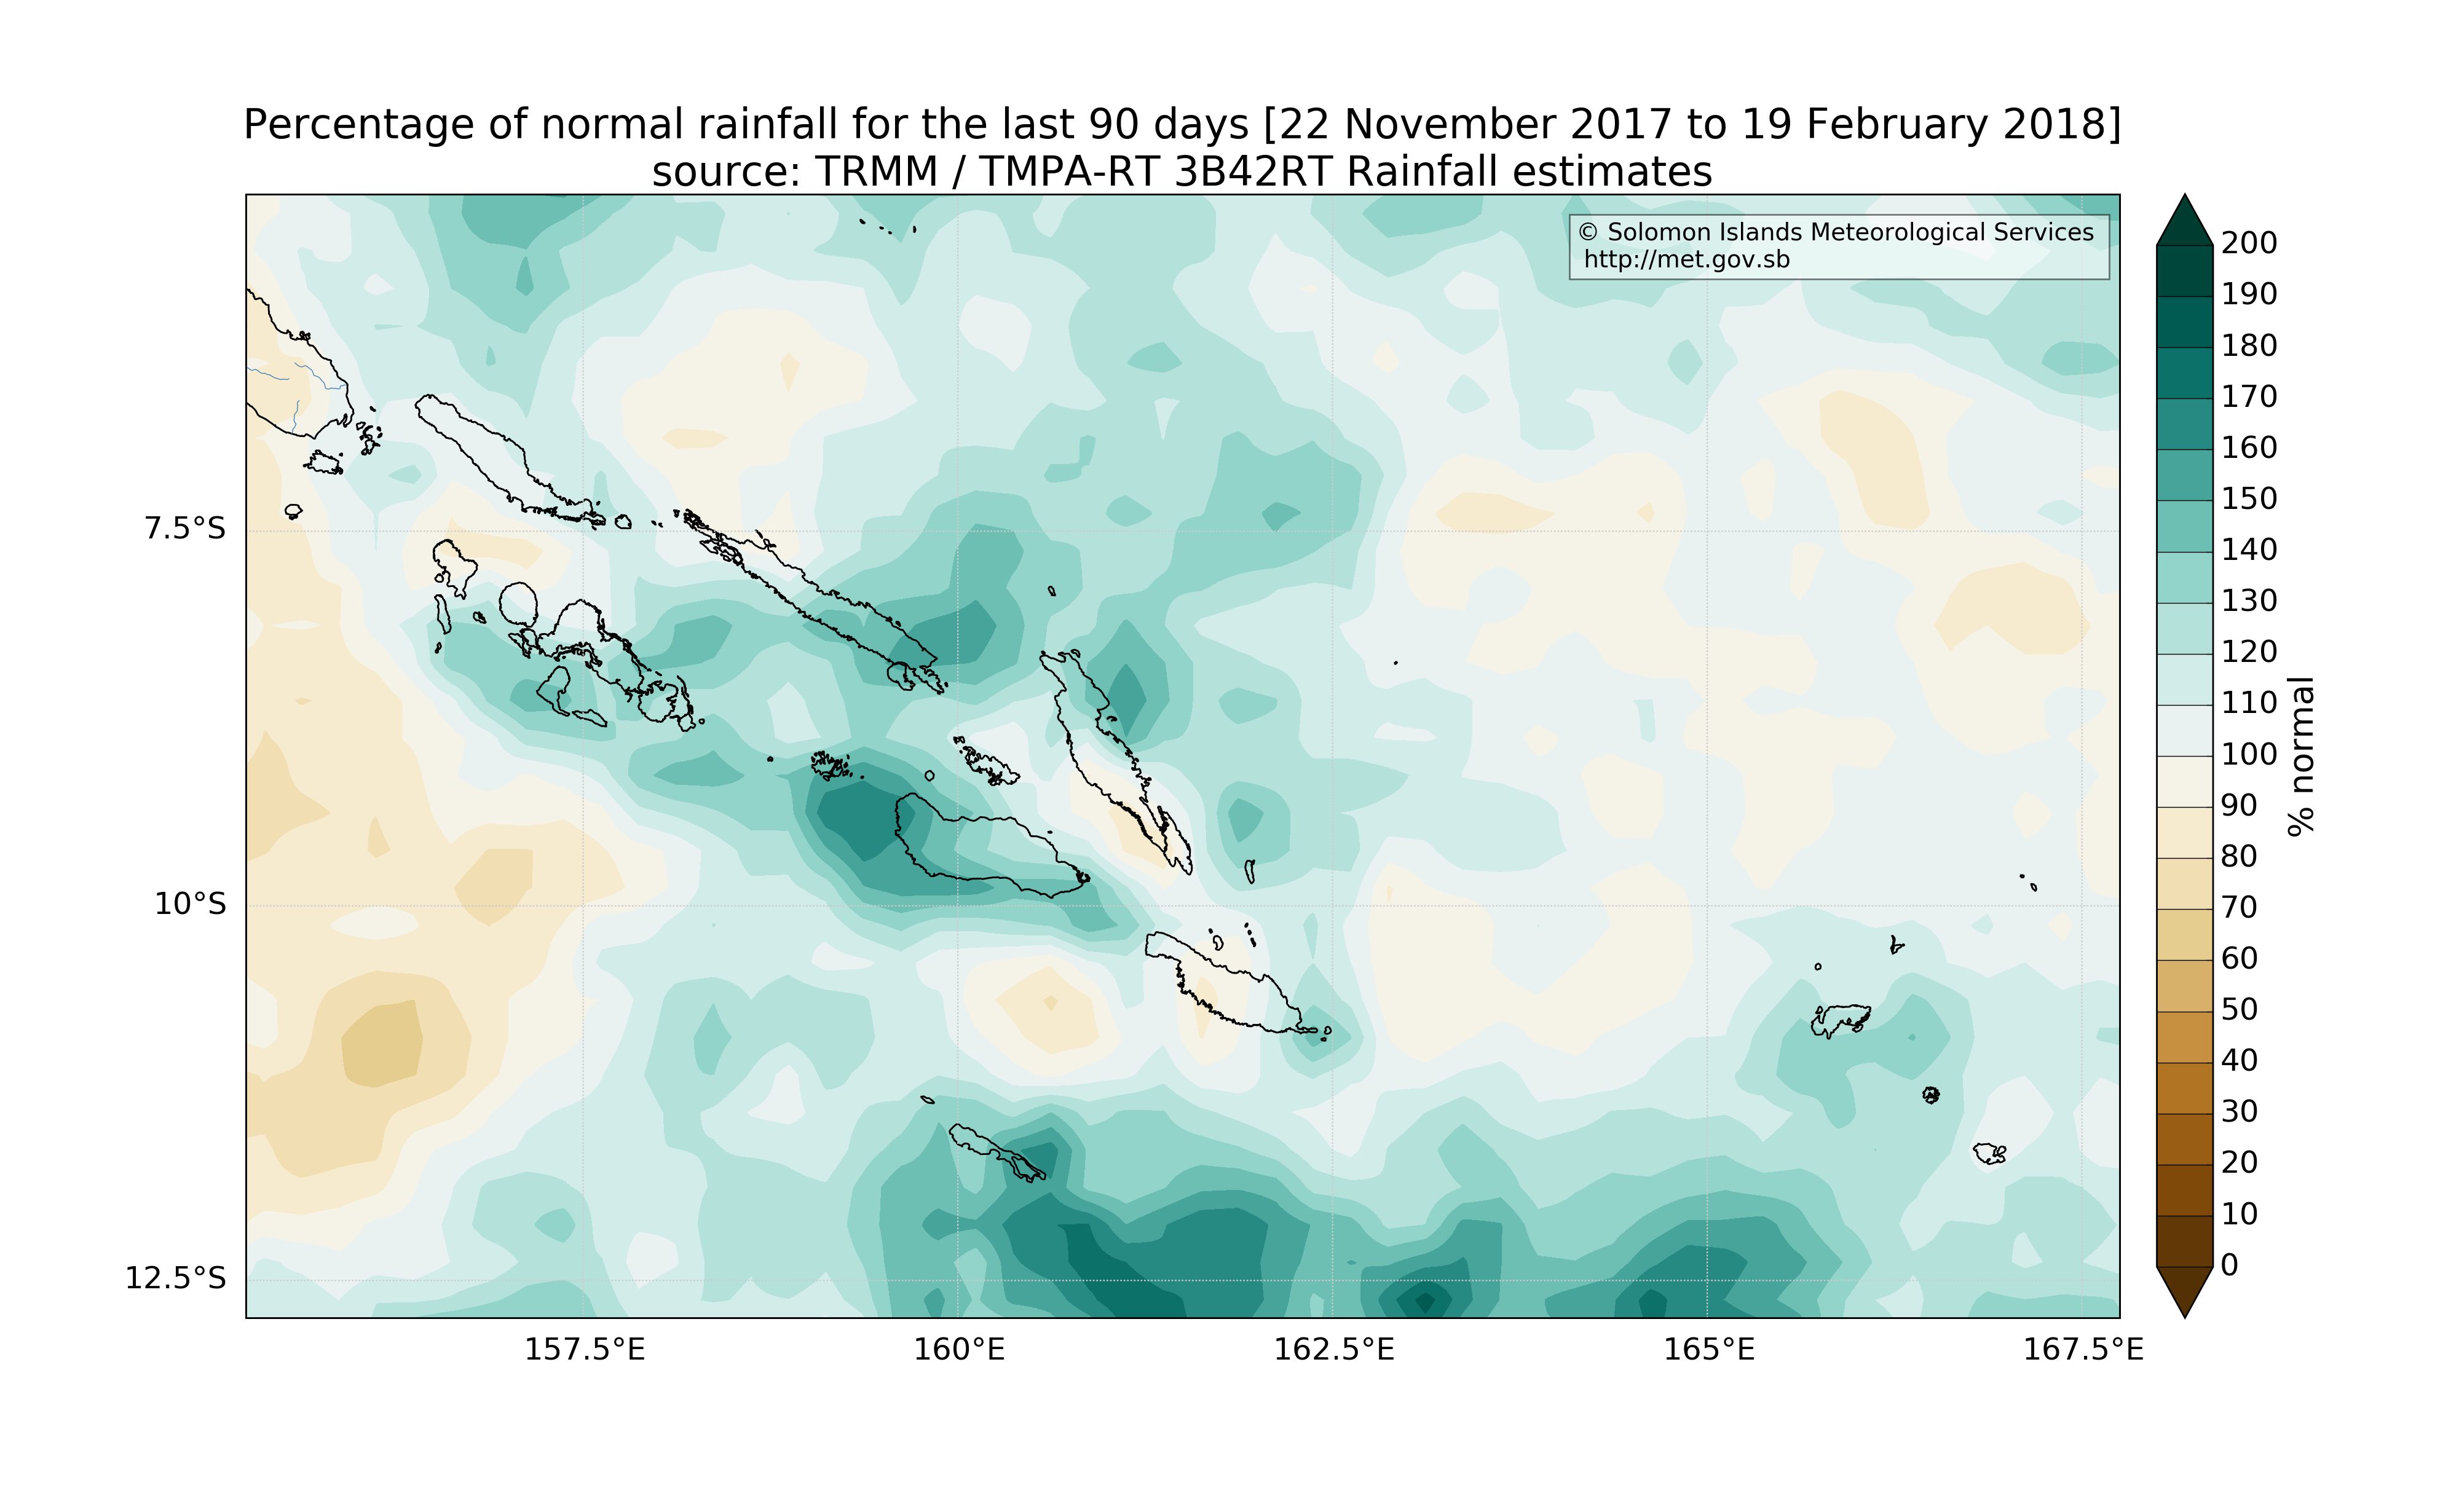 Percentage of normal rainfall for the last 90 days [22 November 2017 to 19 February 2018]
source: TRMM / TMPA-RT 3B42RT Rainfall estimates
© Solomon Islands Meteorological Services
http://met.gov.sb
7.5°S
10°S
12.5°S
157.5°E
160°E
162.5°E
165°E
167.5°E
200
190
180
170
160
150
140
130
120
110
100
90
80
70
60
50
40
30
20
10
0
% normal